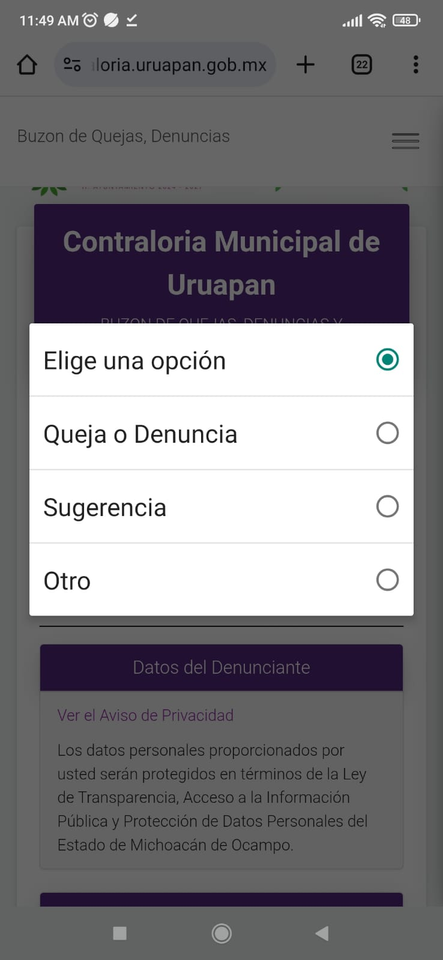 11:49 AM
48
loria.uruapan.gob.mx
22
Buzon de Quejas, Denuncias
Contraloria Municipal de
Uruapan
BUZON DE QUEJAS, DENUNCIAS Y
Elige una opción
Queja o Denuncia
Sugerencia
Otro
Datos del Denunciante
Ver el Aviso de Privacidad
Los datos personales proporcionados por
usted serán protegidos en términos de la Ley
de Transparencia, Acceso a la Información
Pública y Protección de Datos Personales del
Estado de Michoacán de Ocampo.